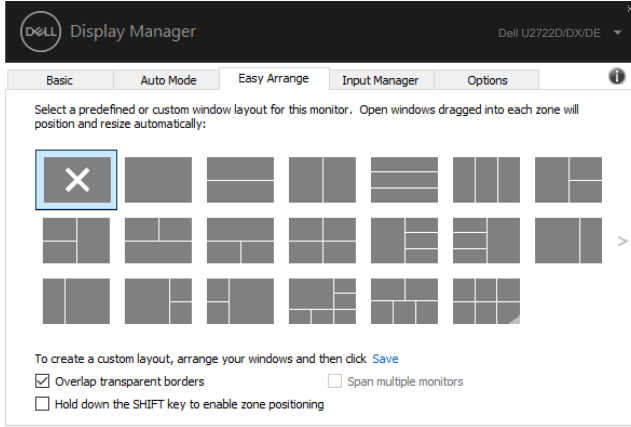 DELL Display Manager
Dell U2722D/DX/DE
Basic
Auto Mode
Easy Arrange
Input Manager
Options
Select a predefined or custom window layout for this monitor. Open windows dragged into each zone will
position and resize automatically:
To create a custom layout, arrange your windows and then click Save
Overlap transparent borders
Span multiple monitors
Hold down the SHIFT key to enable zone positioning